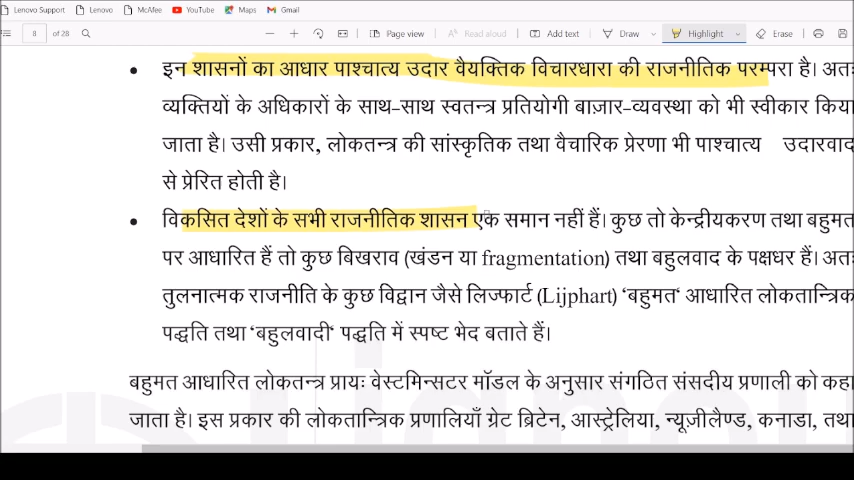 Lenovo Support Lenovo McAfee YouTube Maps Gmail
8 of 28 Page view Read aloud Add text Draw Highlight Erase
• इन शासनों का आधार पाश्चात्य उदार वैयक्तिक विचारधारा की राजनीतिक परम्परा है। अतः
व्यक्तियों के अधिकारों के साथ-साथ स्वतन्त्र प्रतियोगी बाज़ार-व्यवस्था को भी स्वीकार किया
जाता है। उसी प्रकार, लोकतन्त्र की सांस्कृतिक तथा वैचारिक प्रेरणा भी पाश्चात्य उदारवाद
से प्रेरित होती है।
• विकसित देशों के सभी राजनीतिक शासन एक समान नहीं हैं। कुछ तो केन्द्रीयकरण तथा बहुमत
पर आधारित हैं तो कुछ बिखराव (खंडन या fragmentation) तथा बहुलवाद के पक्षधर हैं। अतः
तुलनात्मक राजनीति के कुछ विद्वान जैसे लिज्फार्ट (Lijphart) ‘बहुमत‘ आधारित लोकतान्त्रिक
पद्धति तथा ‘बहुलवादी‘ पद्धति में स्पष्ट भेद बताते हैं।
बहुमत आधारित लोकतन्त्र प्रायः वेस्टमिन्सटर मॉडल के अनुसार संगठित संसदीय प्रणाली को कहा
जाता है। इस प्रकार की लोकतान्त्रिक प्रणालियाँ ग्रेट ब्रिटेन, आस्ट्रेलिया, न्यूज़ीलैण्ड, कनाडा, तथा